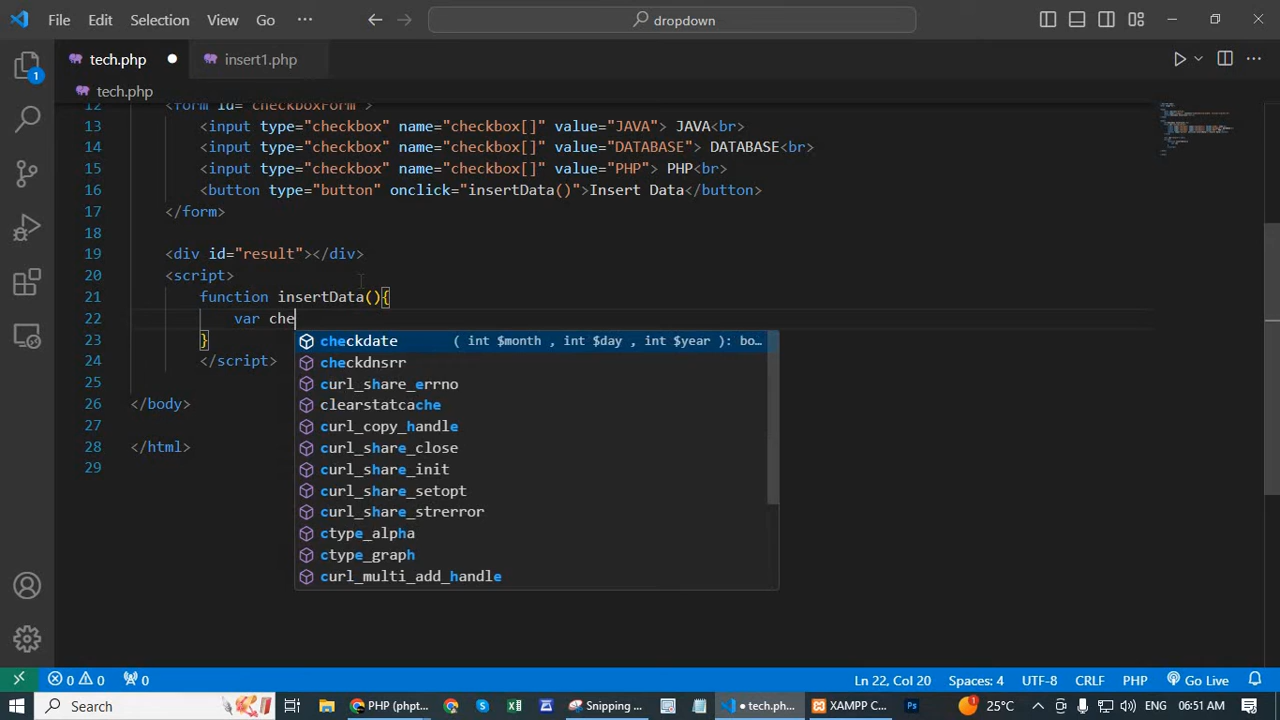 File Edit Selection View Go ··· dropdown
tech.php insert1.php
1
tech.php
12 <form id="checkboxForm">
13 <input type="checkbox" name="checkbox[]" value="JAVA"> JAVA<br>
14 <input type="checkbox" name="checkbox[]" value="DATABASE"> DATABASE<br>
15 <input type="checkbox" name="checkbox[]" value="PHP"> PHP<br>
16 <button type="button" onclick="insertData()">Insert Data</button>
17 </form>
18
19 <div id="result"></div>
20 <script>
21 function insertData(){
22 var che
23 }
checkdate ( int $month , int $day , int $year ): bo…
24 </script>
checkdnsrr
25
curl_share_errno
26 </body>
clearstatcache
27
curl_copy_handle
28 </html>
curl_share_close
29
curl_share_init
curl_share_setopt
curl_share_strerror
ctype_alpha
ctype_graph
curl_multi_add_handle
0 0 0 Ln 22, Col 20 Spaces: 4 UTF-8 CRLF PHP Go Live
Search PHP (phpt... Snipping ... tech.ph... XAMPP C... Ps 25°C ENG 06:51 AM